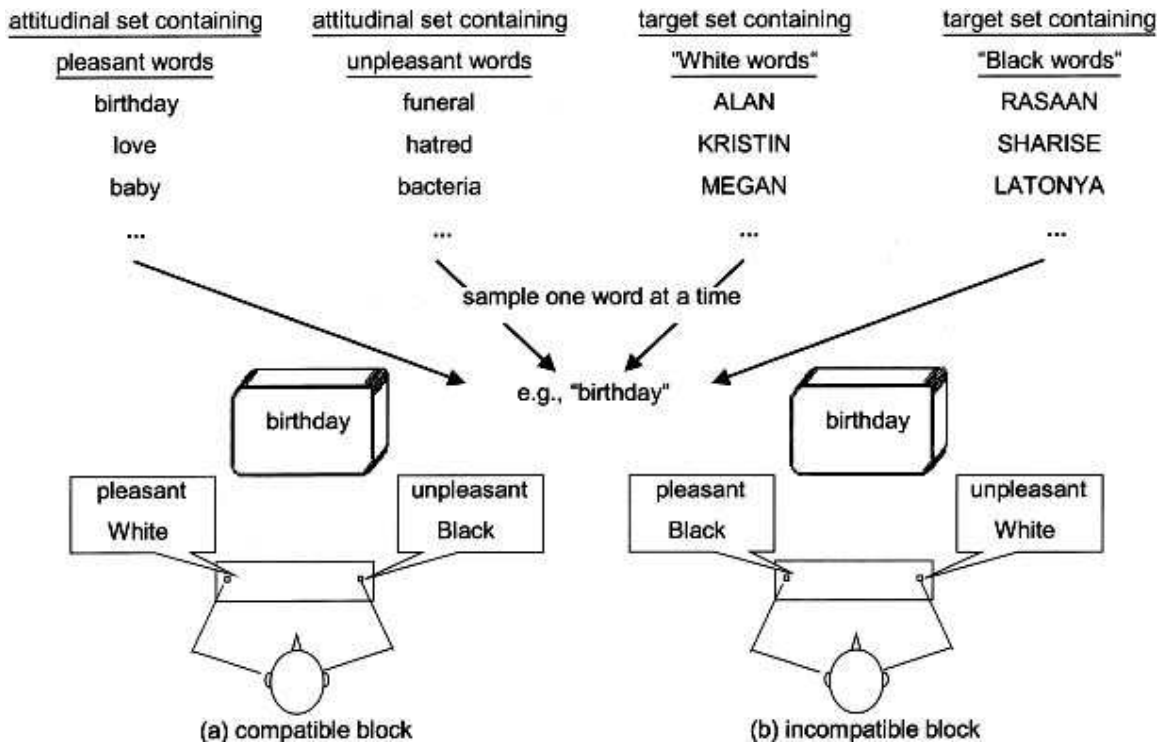 attitudinal set containing
pleasant words
birthday
love
baby
...
attitudinal set containing
unpleasant words
funeral
hatred
bacteria
...
target set containing
"White words"
ALAN
KRISTIN
MEGAN
...
target set containing
"Black words"
RASAAN
SHARISE
LATONYA
...
sample one word at a time
e.g., "birthday"
birthday
pleasant
White
unpleasant
Black
(a) compatible block
birthday
pleasant
Black
unpleasant
White
(b) incompatible block